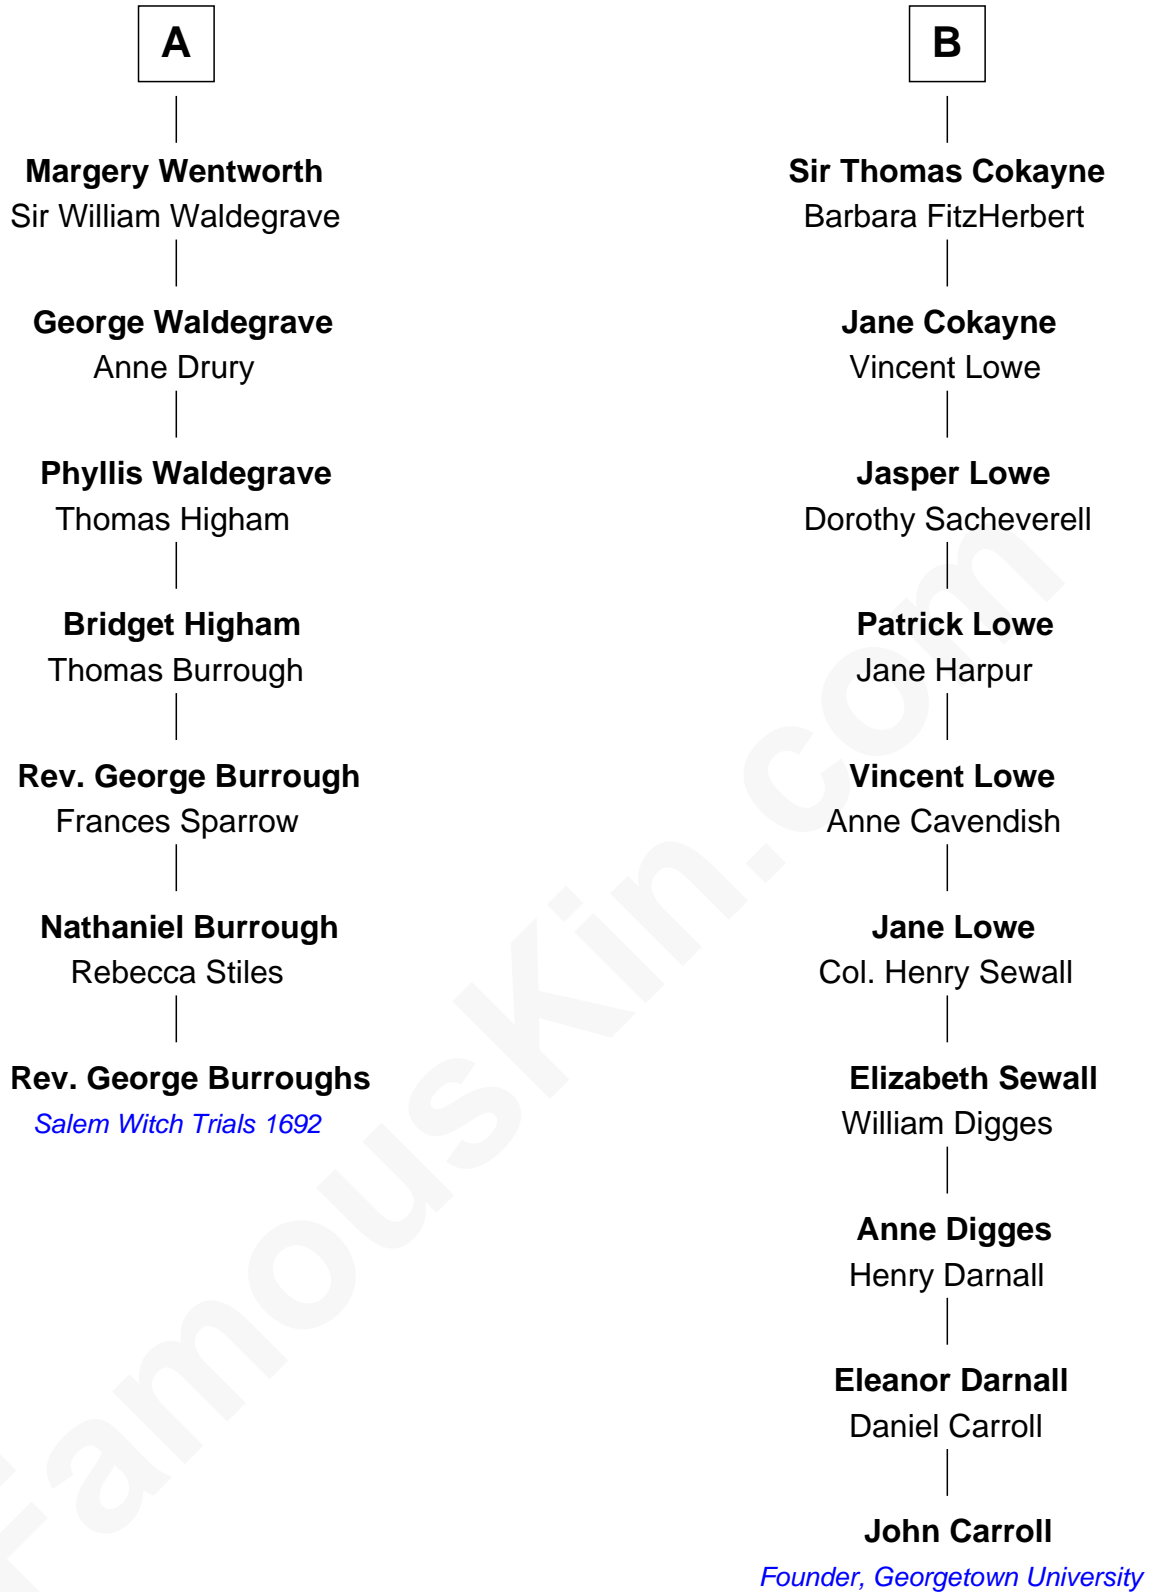 A
Margery Wentworth
Sir William Waldegrave
George Waldegrave
Anne Drury
Phyllis Waldegrave
Thomas Higham
Bridget Higham
Thomas Burrough
Rev. George Burrough
Frances Sparrow
Nathaniel Burrough
Rebecca Stiles
Rev. George Burroughs
Salem Witch Trials 1692
B
Sir Thomas Cokayne
Barbara FitzHerbert
Jane Cokayne
Vincent Lowe
Jasper Lowe
Dorothy Sacheverell
Patrick Lowe
Jane Harpur
Vincent Lowe
Anne Cavendish
Jane Lowe
Col. Henry Sewall
Elizabeth Sewall
William Digges
Anne Digges
Henry Darnall
Eleanor Darnall
Daniel Carroll
John Carroll
Founder, Georgetown University
FamousKin.com